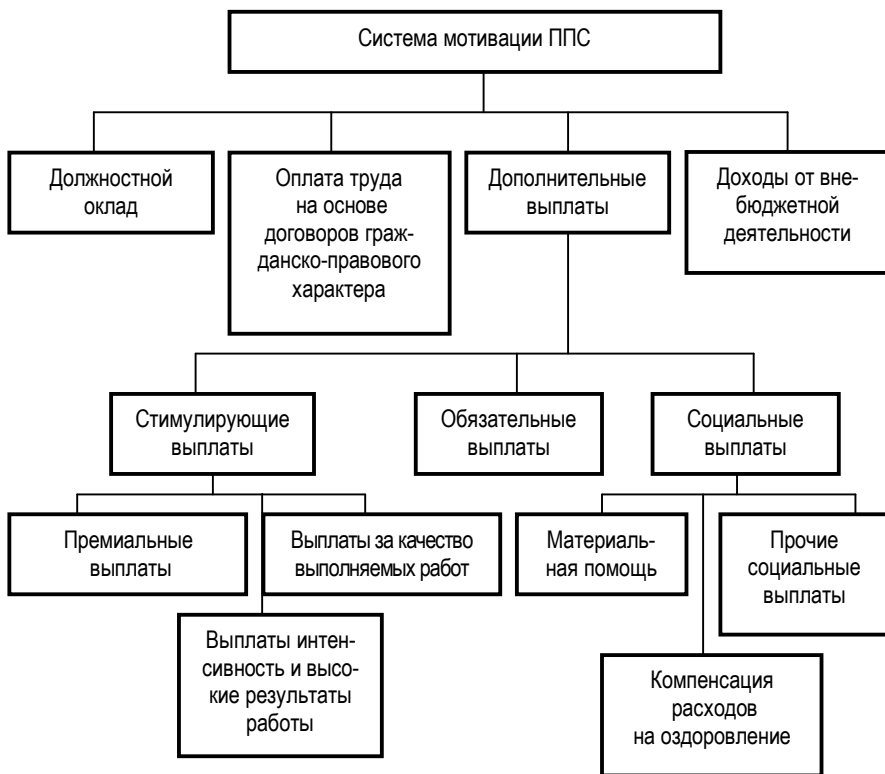 Система мотивации ППС
Должностной
оклад
Оплата труда
на основе
договоров граж-
данско-правового
характера
Дополнительные
выплаты
Доходы от вне-
бюджетной
деятельности
Стимулирующие
выплаты
Обязательные
выплаты
Социальные
выплаты
Премиальные
выплаты
Выплаты за качество
выполняемых работ
Материаль-
ная помощь
Прочие
социальные
выплаты
Выплаты интен-
сивность и высо-
кие результаты
работы
Компенсация
расходов
на оздоровление